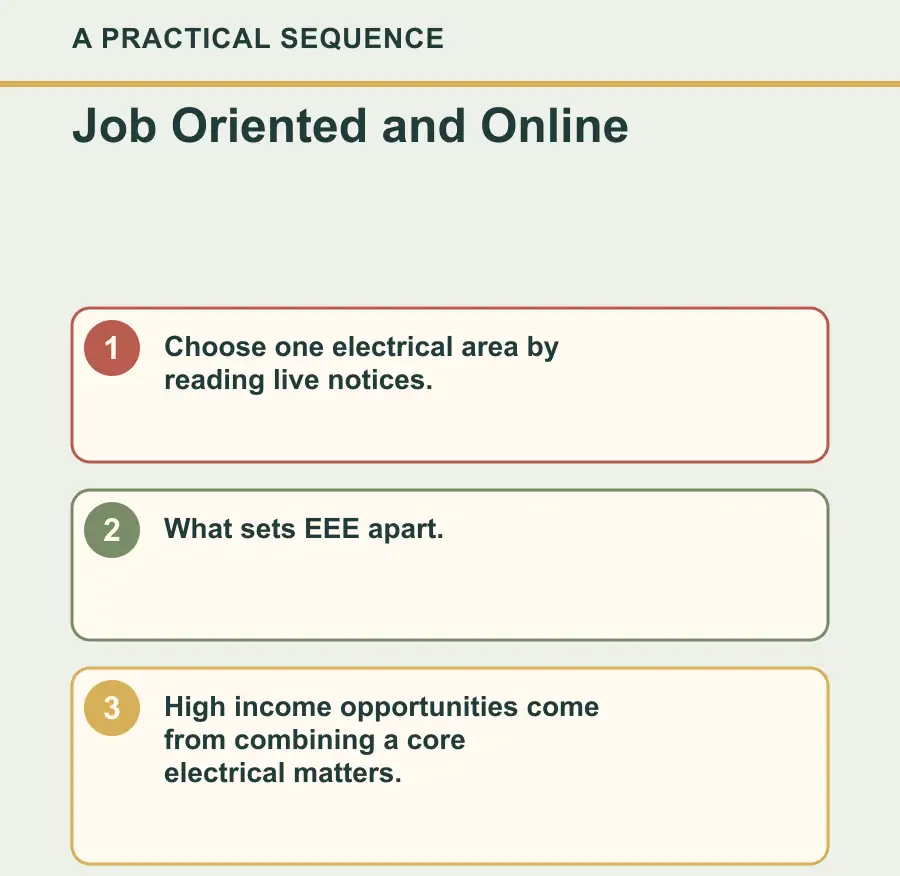 A PRACTICAL SEQUENCE
Job Oriented and Online
1
Choose one electrical area by
reading live notices.
2
What sets EEE apart.
3
High income opportunities come
from combining a core
electrical matters.